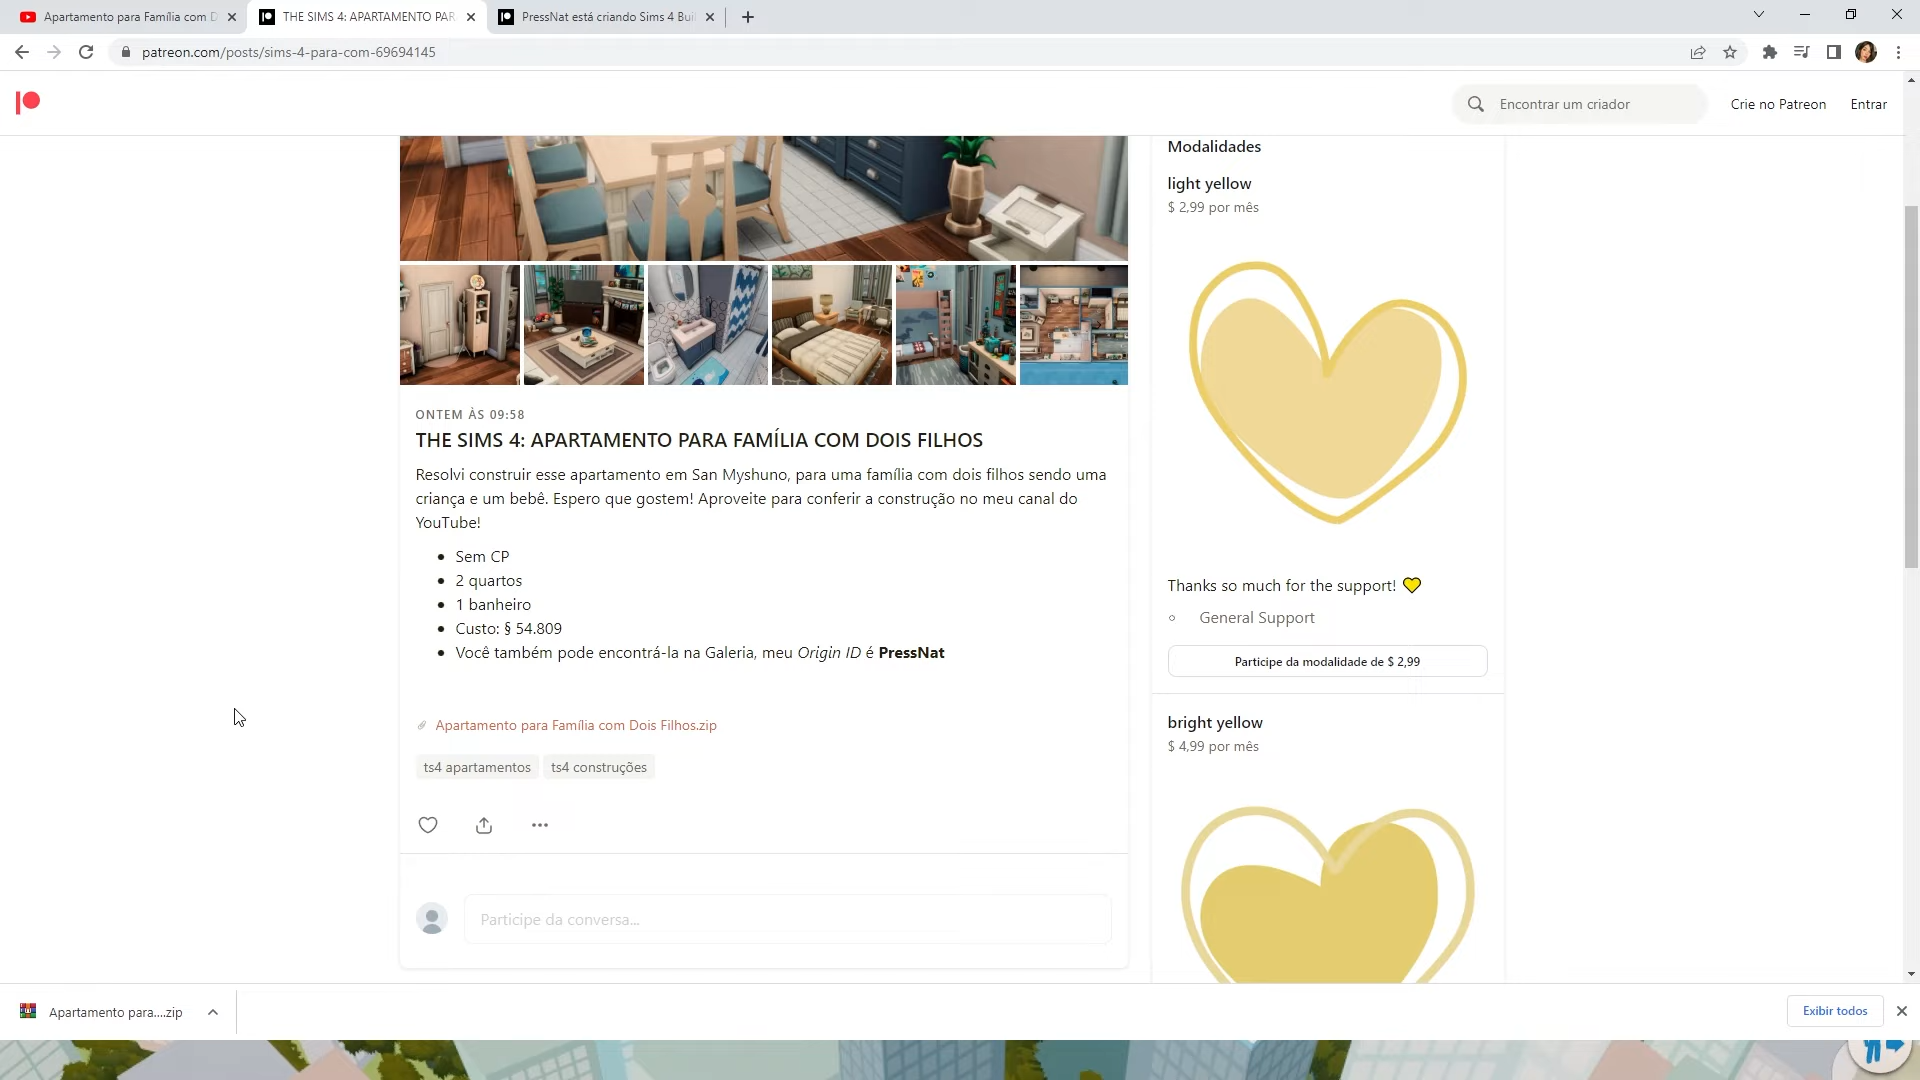 Apartamento para Família com D
THE SIMS 4: APARTAMENTO PAR
PressNat está criando Sims 4 Buil
patreon.com/posts/sims-4-para-com-69694145
Encontrar um criador
Crie no Patreon
Entrar
Modalidades
light yellow
$ 2,99 por mês
ONTEM ÀS 09:58
THE SIMS 4: APARTAMENTO PARA FAMÍLIA COM DOIS FILHOS
Resolvi construir esse apartamento em San Myshuno, para uma família com dois filhos sendo uma
criança e um bebê. Espero que gostem! Aproveite para conferir a construção no meu canal do
YouTube!
• Sem CP
• 2 quartos
• 1 banheiro
• Custo: § 54.809
• Você também pode encontrá-la na Galeria, meu Origin ID é PressNat
Apartamento para Família com Dois Filhos.zip
ts4 apartamentos
ts4 construções
Participe da conversa...
Thanks so much for the support! 💛
General Support
Participe da modalidade de $ 2,99
bright yellow
$ 4,99 por mês
Apartamento para....zip
Exibir todos